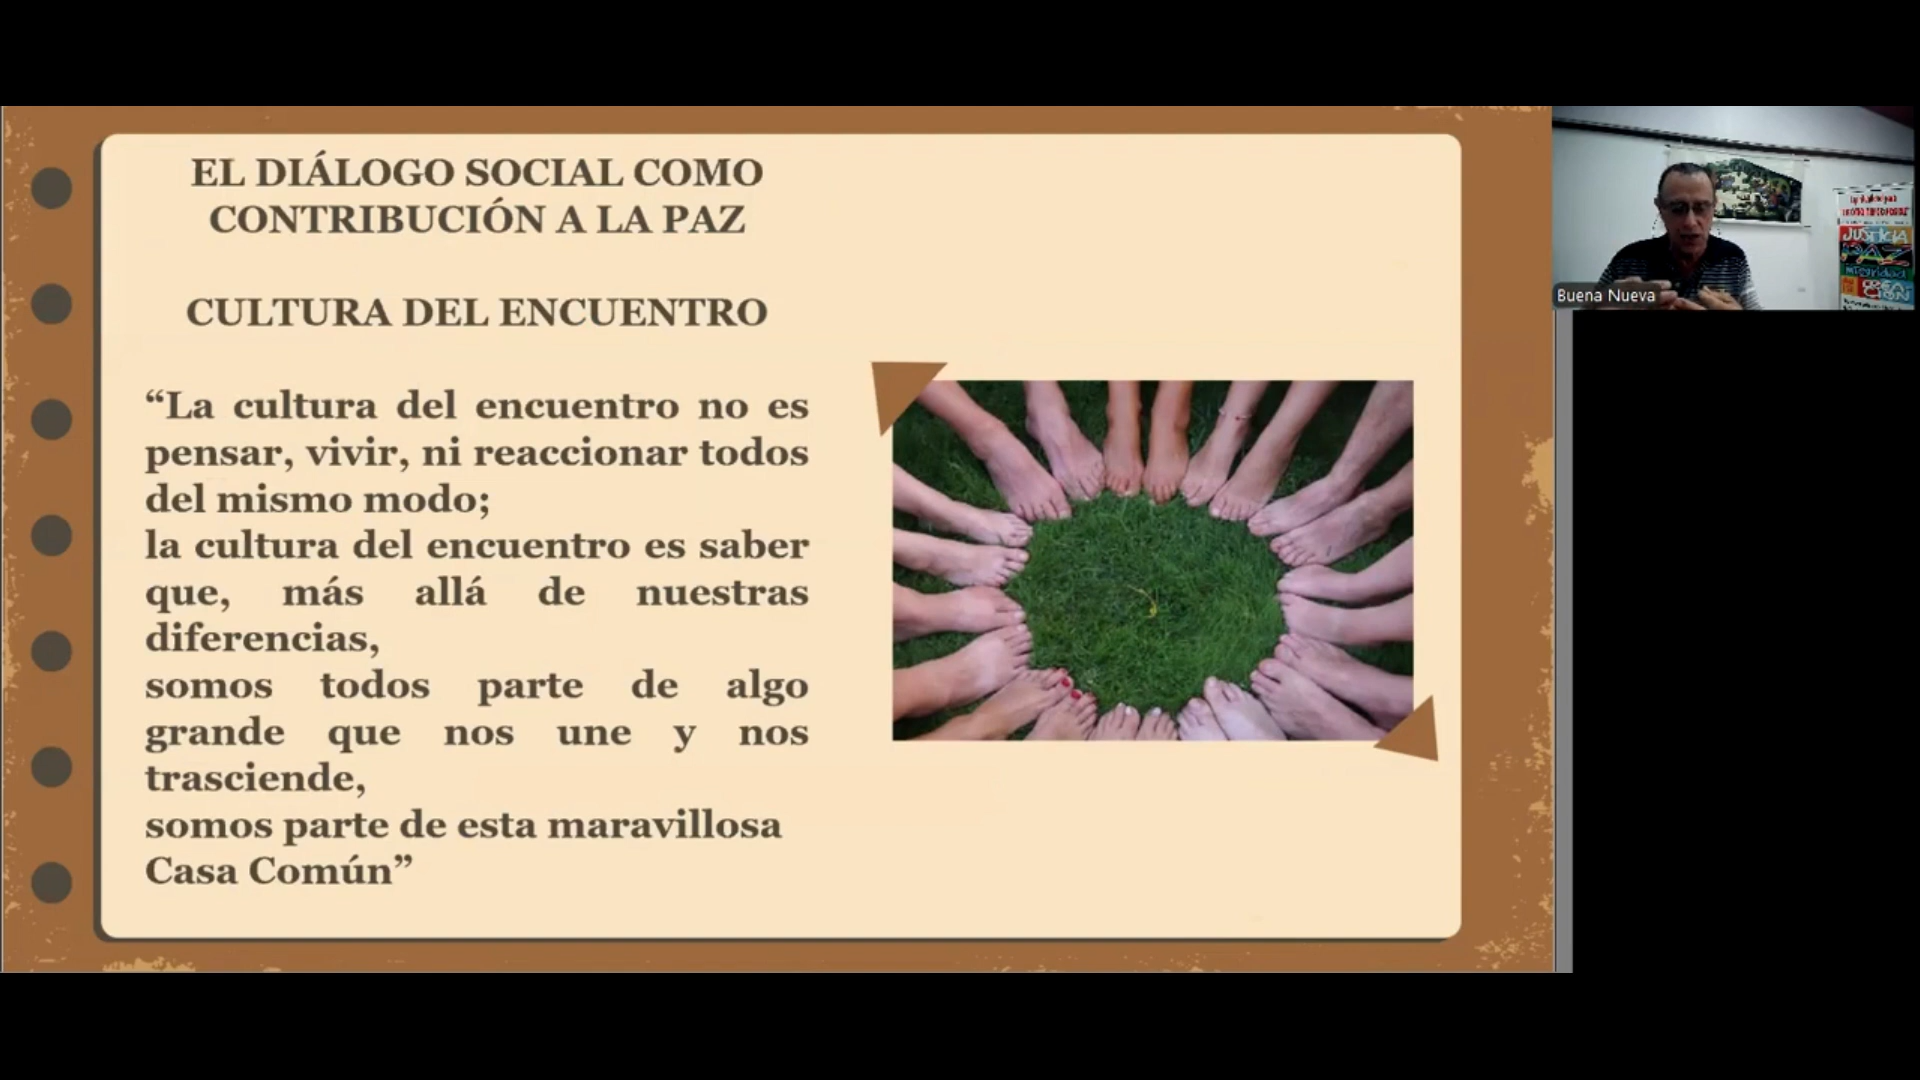 EL DIÁLOGO SOCIAL COMO
CONTRIBUCIÓN A LA PAZ
CULTURA DEL ENCUENTRO
“La cultura del encuentro no es
pensar, vivir, ni reaccionar todos
del mismo modo;
la cultura del encuentro es saber
que, más allá de nuestras
diferencias,
somos todos parte de algo
grande que nos une y nos
trasciende,
somos parte de esta maravillosa
Casa Común”
JUSTICIA
PAZ
Integridad
CREA-
CIÓN
Buena Nueva